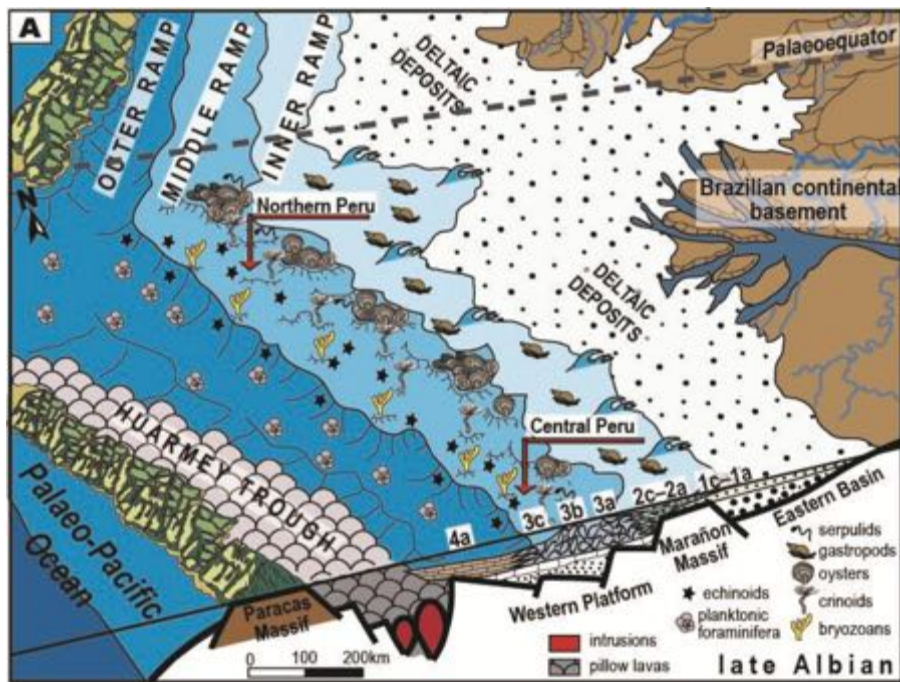 A
OUTER RAMP
MIDDLE RAMP
INNER RAMP
DELTAIC
DEPOSITS
Palaeoequator
Brazilian continental
basement
N
Northern Peru
DELTAIC
DEPOSITS
HUARMEY TROUGH
Central Peru
Palaeo-Pacific
Ocean
4a
3c
3b
3a
2c-2a
1c-1a
Eastern Basin
Marañon
Massif
Western Platform
Paracas
Massif
serpulids
gastropods
oysters
echinoids
crinoids
planktonic
foraminifera
bryozoans
intrusions
pillow lavas
0 100 200km
late Albian